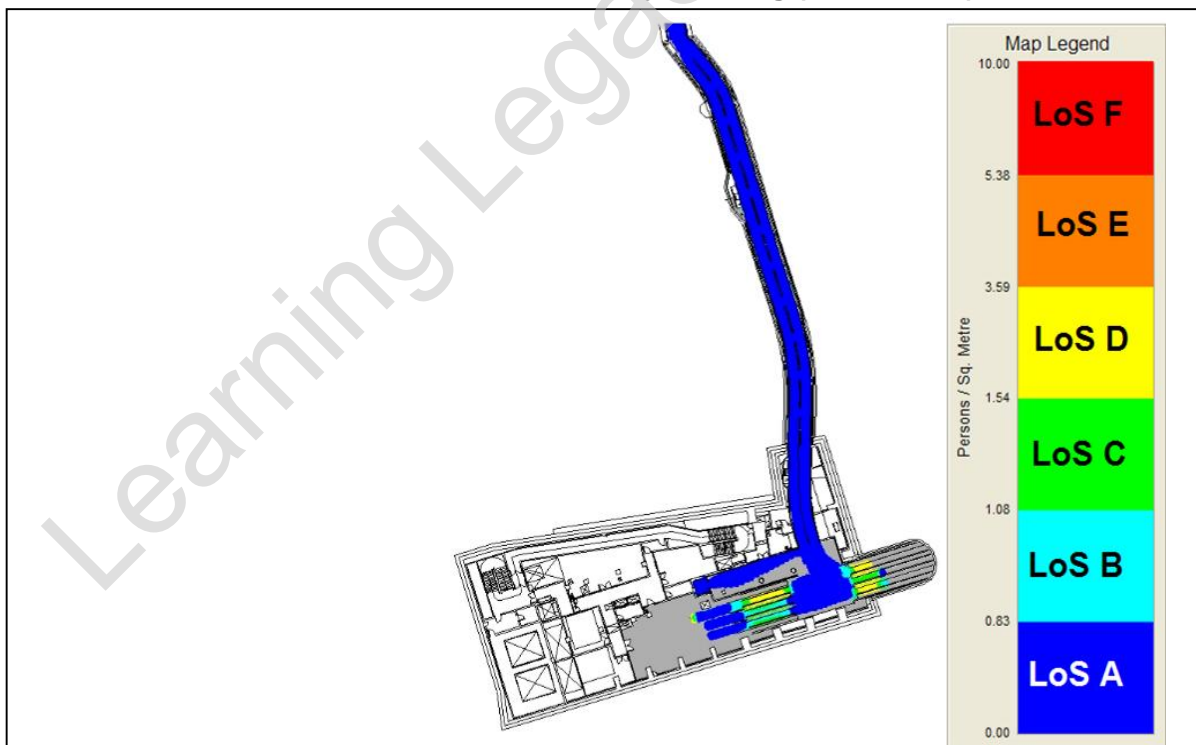 Learning Legac
Map Legend
10.00
LoS F
5.38
LoS E
3.59
LoS D
1.54
LoS C
1.08
LoS B
0.83
LoS A
0.00
Persons / Sq. Metre